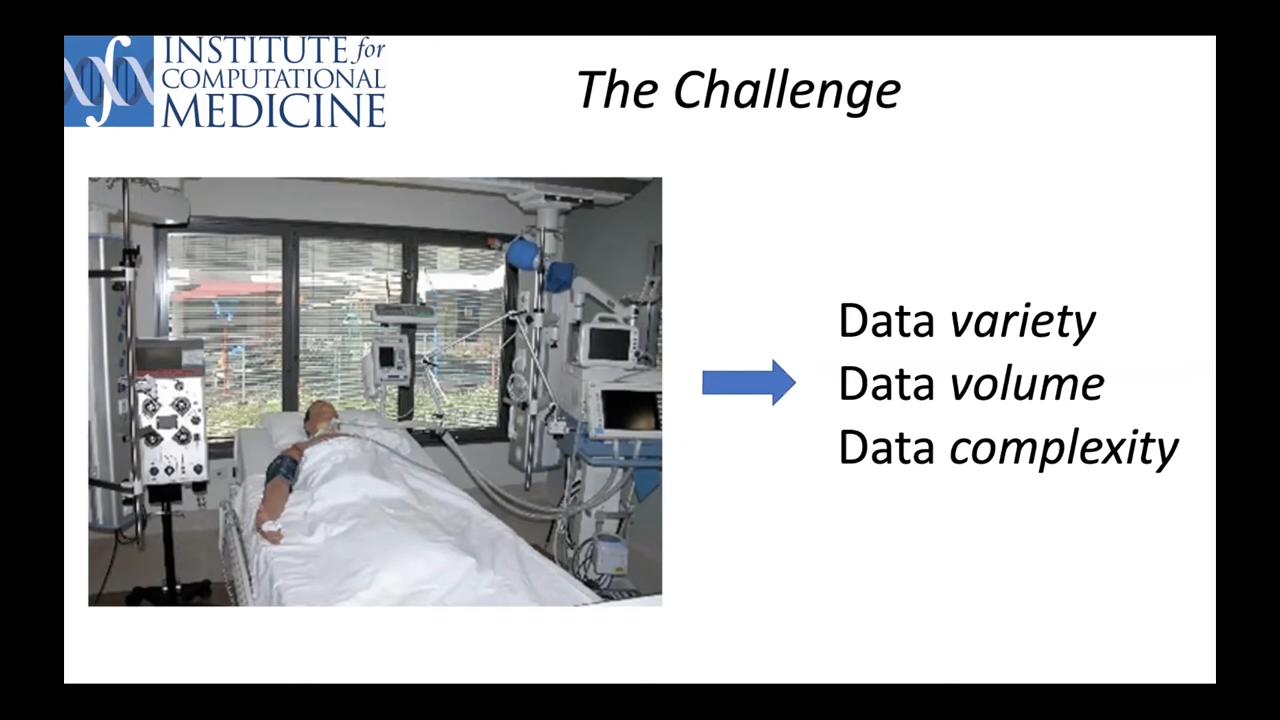 INSTITUTE for
COMPUTATIONAL
MEDICINE
The Challenge
Data variety
Data volume
Data complexity